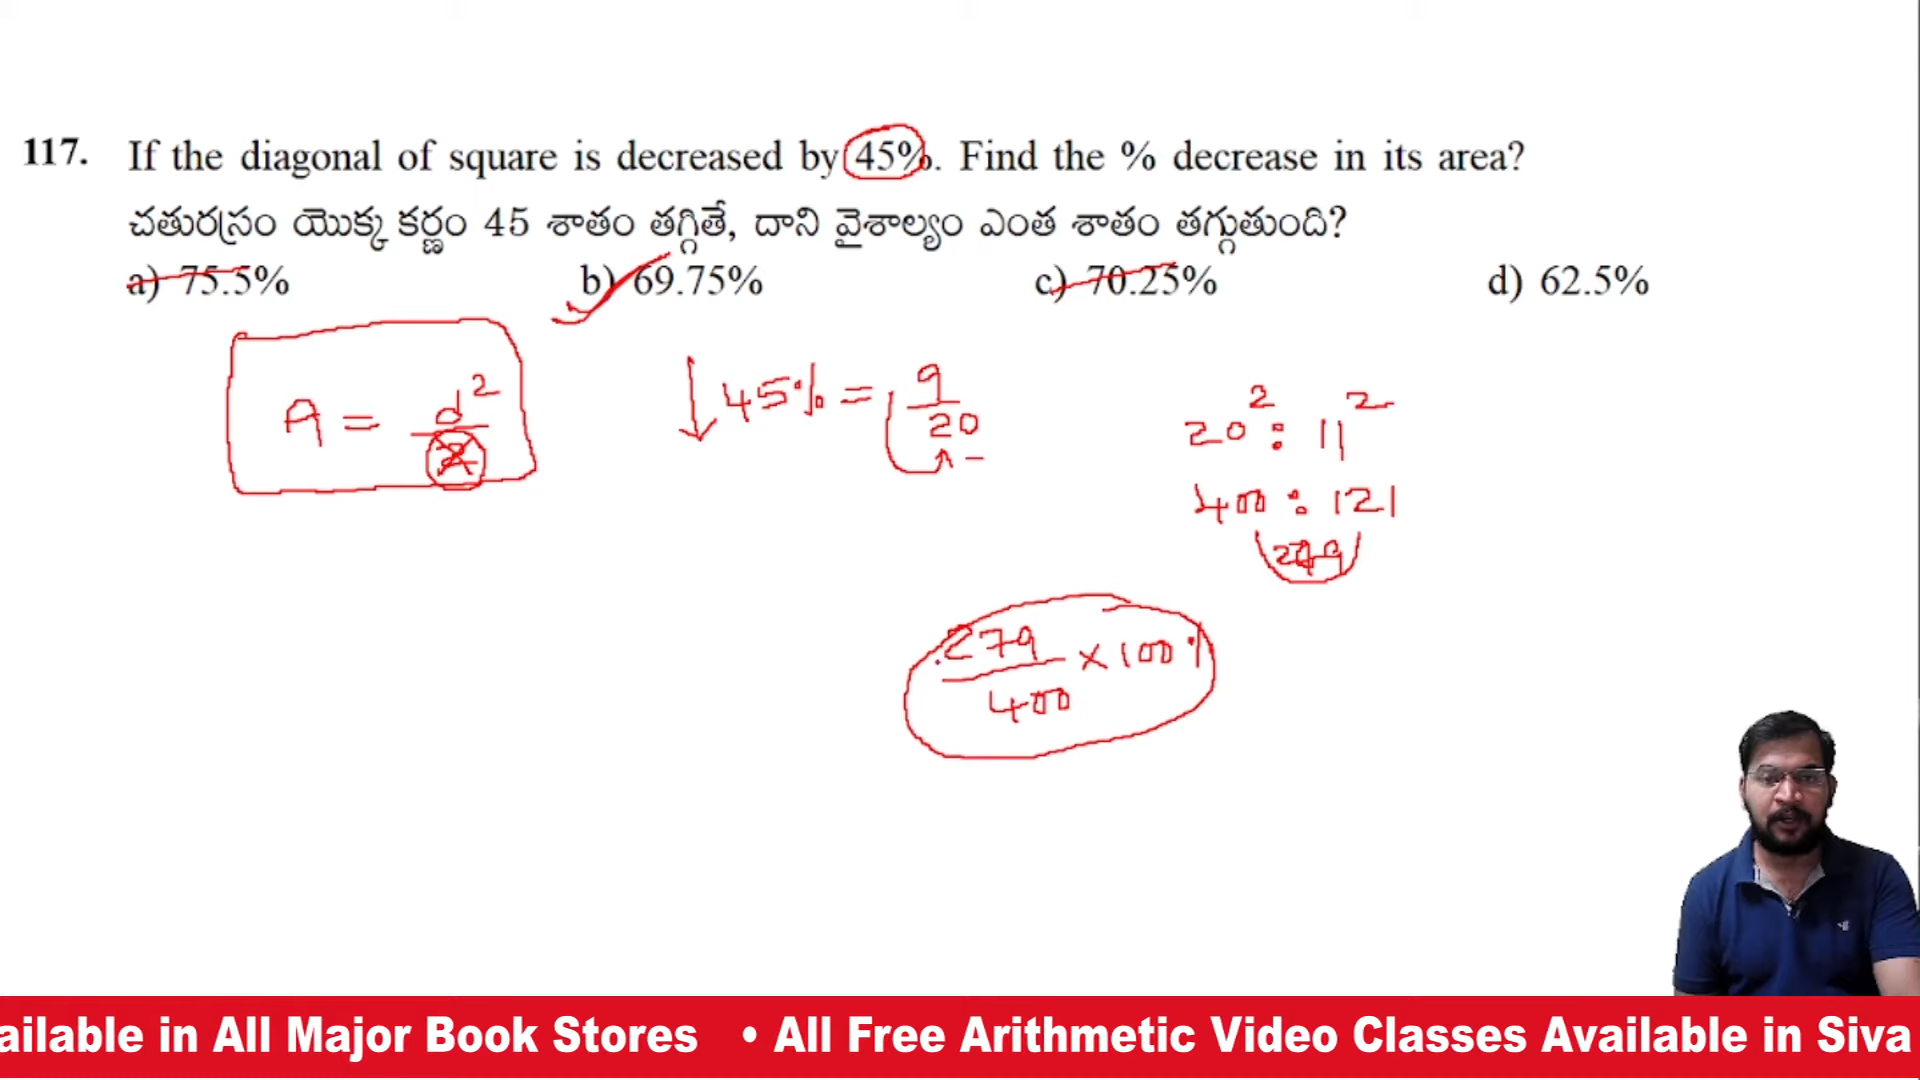 117. If the diagonal of square is decreased by 45%. Find the % decrease in its area?
చతురస్రం యొక్క కర్ణం 45 శాతం తగ్గితే, దాని వైశాల్యం ఎంత శాతం తగ్గుతుంది?
a) 75.5% b) 69.75% c) 70.25% d) 62.5%
A = d²/2
↓ 45% = 9/20
20² : 11²
400 : 121
279
279/400 × 100%
ailable in All Major Book Stores • All Free Arithmetic Video Classes Available in Siva